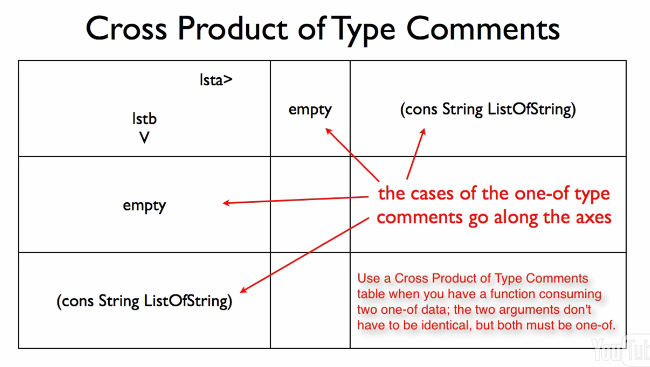 Cross Product of Type Comments
lsta>
lstb
V
empty
(cons String ListOfString)
empty
the cases of the one-of type
comments go along the axes
(cons String ListOfString)
Use a Cross Product of Type Comments
table when you have a function consuming
two one-of data; the two arguments don't
have to be identical, but both must be one-of.
YouTub